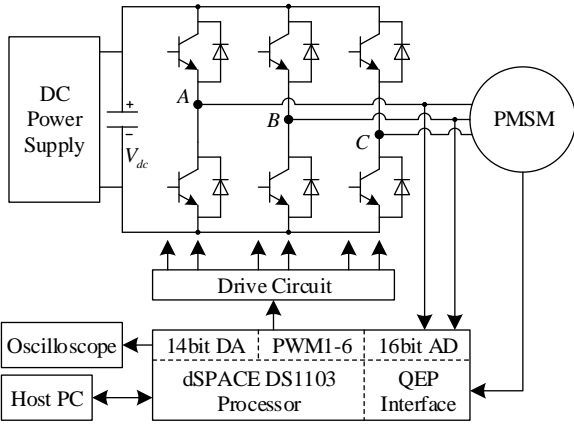 DC
Power
Supply
+
−
Vdc
A
B
C
PMSM
Drive Circuit
Oscilloscope
14bit DA
PWM1-6
16bit AD
Host PC
dSPACE DS1103
Processor
QEP
Interface